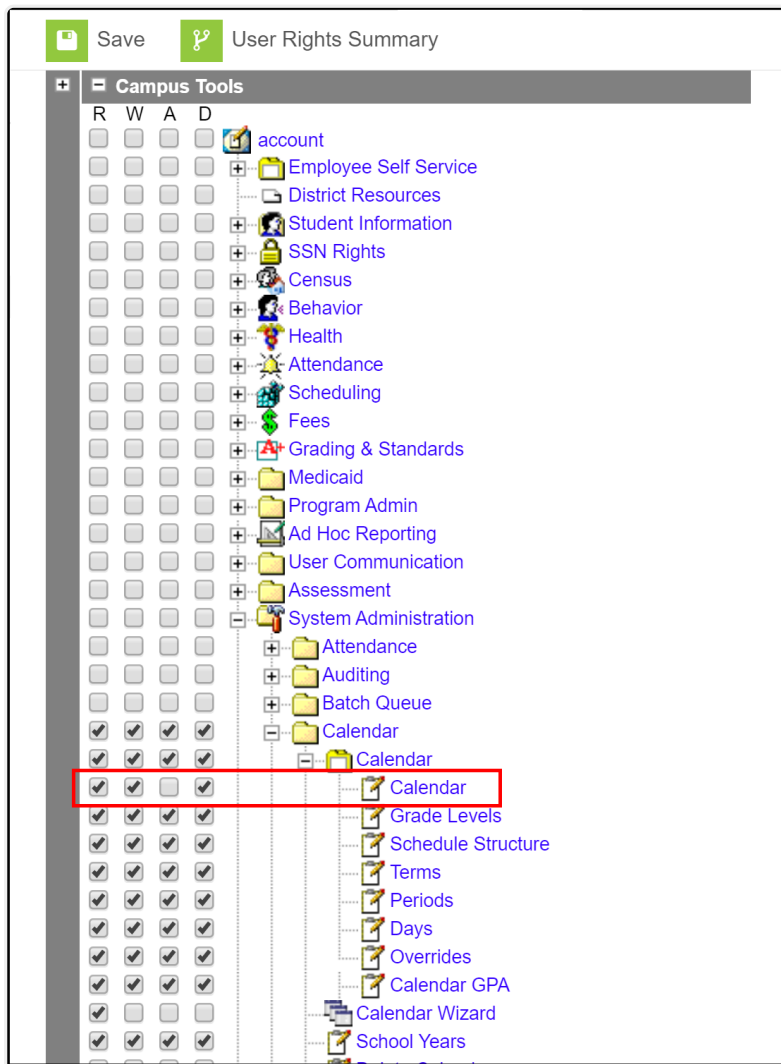 Save User Rights Summary
Campus Tools
R W A D
account
Employee Self Service
District Resources
Student Information
SSN Rights
Census
Behavior
Health
Attendance
Scheduling
Fees
Grading & Standards
Medicaid
Program Admin
Ad Hoc Reporting
User Communication
Assessment
System Administration
Attendance
Auditing
Batch Queue
Calendar
Calendar
Calendar
Grade Levels
Schedule Structure
Terms
Periods
Days
Overrides
Calendar GPA
Calendar Wizard
School Years